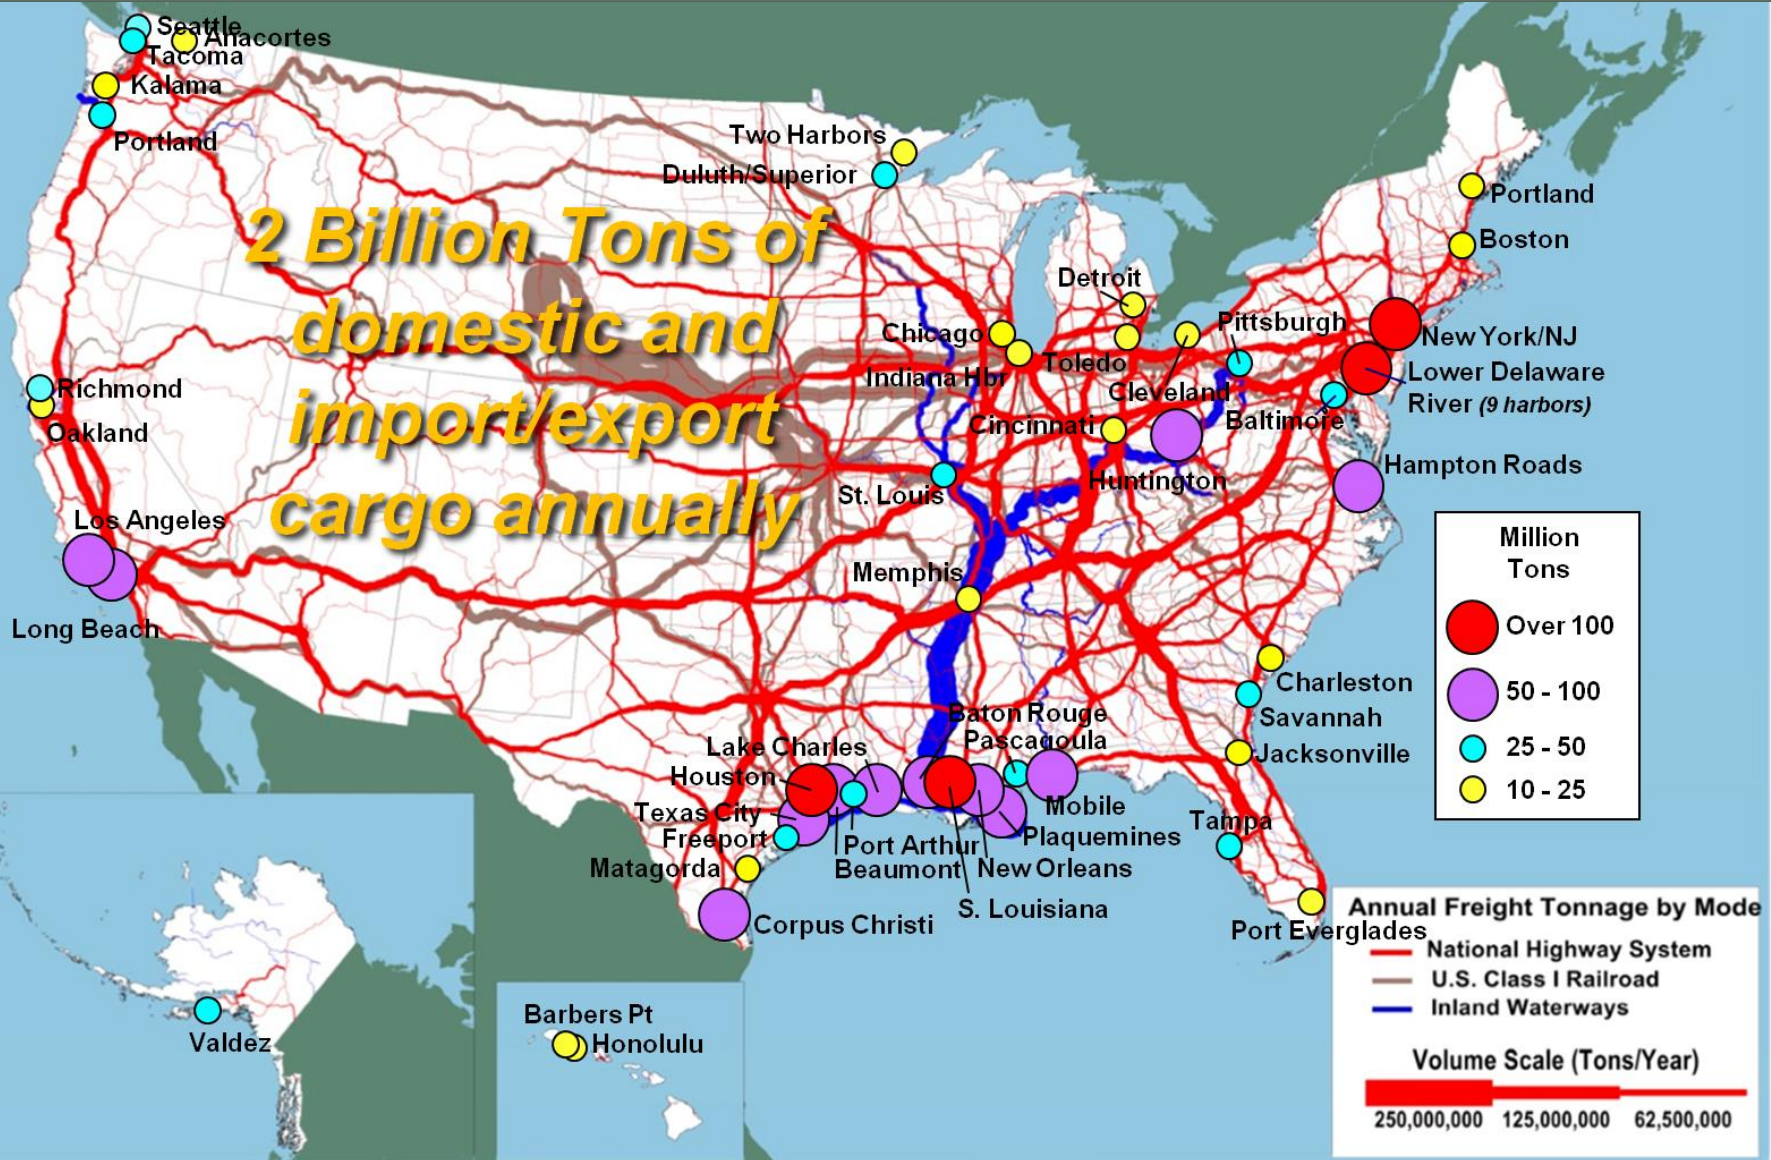 Seattle
Anacortes
Tacoma
Kalama
Portland
Two Harbors
Duluth/Superior
Portland
Boston
2 Billion Tons of
domestic and
import/export
cargo annually
Detroit
Chicago
Pittsburgh
New York/NJ
Toledo
Indiana Hbr
Lower Delaware
River (9 harbors)
Cleveland
Richmond
Baltimore
Oakland
Cincinnati
Hampton Roads
Huntington
St. Louis
Los Angeles
Memphis
Long Beach
Million
Tons
Over 100
50 - 100
25 - 50
10 - 25
Charleston
Savannah
Baton Rouge
Pascagoula
Lake Charles
Jacksonville
Houston
Texas City
Mobile
Freeport
Plaquemines
Tampa
Port Arthur
Matagorda
Beaumont
New Orleans
S. Louisiana
Corpus Christi
Port Everglades
Annual Freight Tonnage by Mode
National Highway System
U.S. Class I Railroad
Inland Waterways
Volume Scale (Tons/Year)
250,000,000 125,000,000 62,500,000
Valdez
Barbers Pt
Honolulu